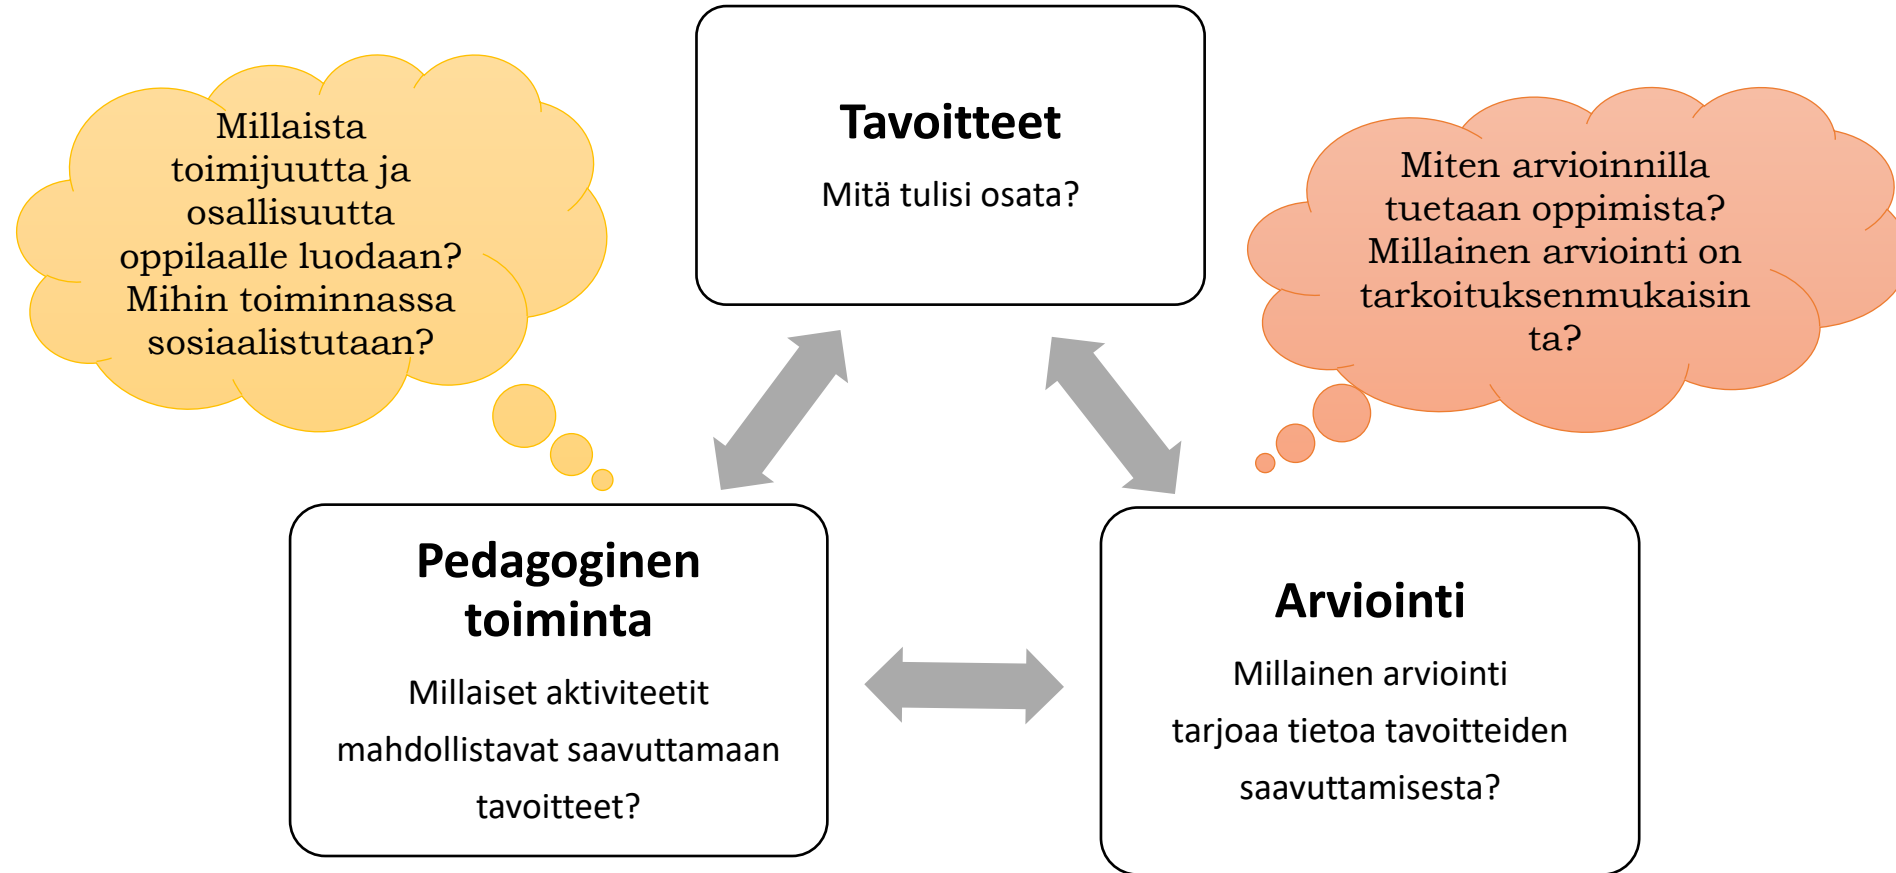 Tavoitteet
Mitä tulisi osata?
Millaista
toimijuutta ja
osallisuutta
oppilaalle luodaan?
Mihin toiminnassa
sosiaalistutaan?
Miten arvioinnilla
tuetaan oppimista?
Millainen arviointi on
tarkoituksenmukaisin
ta?
Pedagoginen
toiminta
Millaiset aktiviteetit
mahdollistavat saavuttamaan
tavoitteet?
Arviointi
Millainen arviointi
tarjoaa tietoa tavoitteiden
saavuttamisesta?